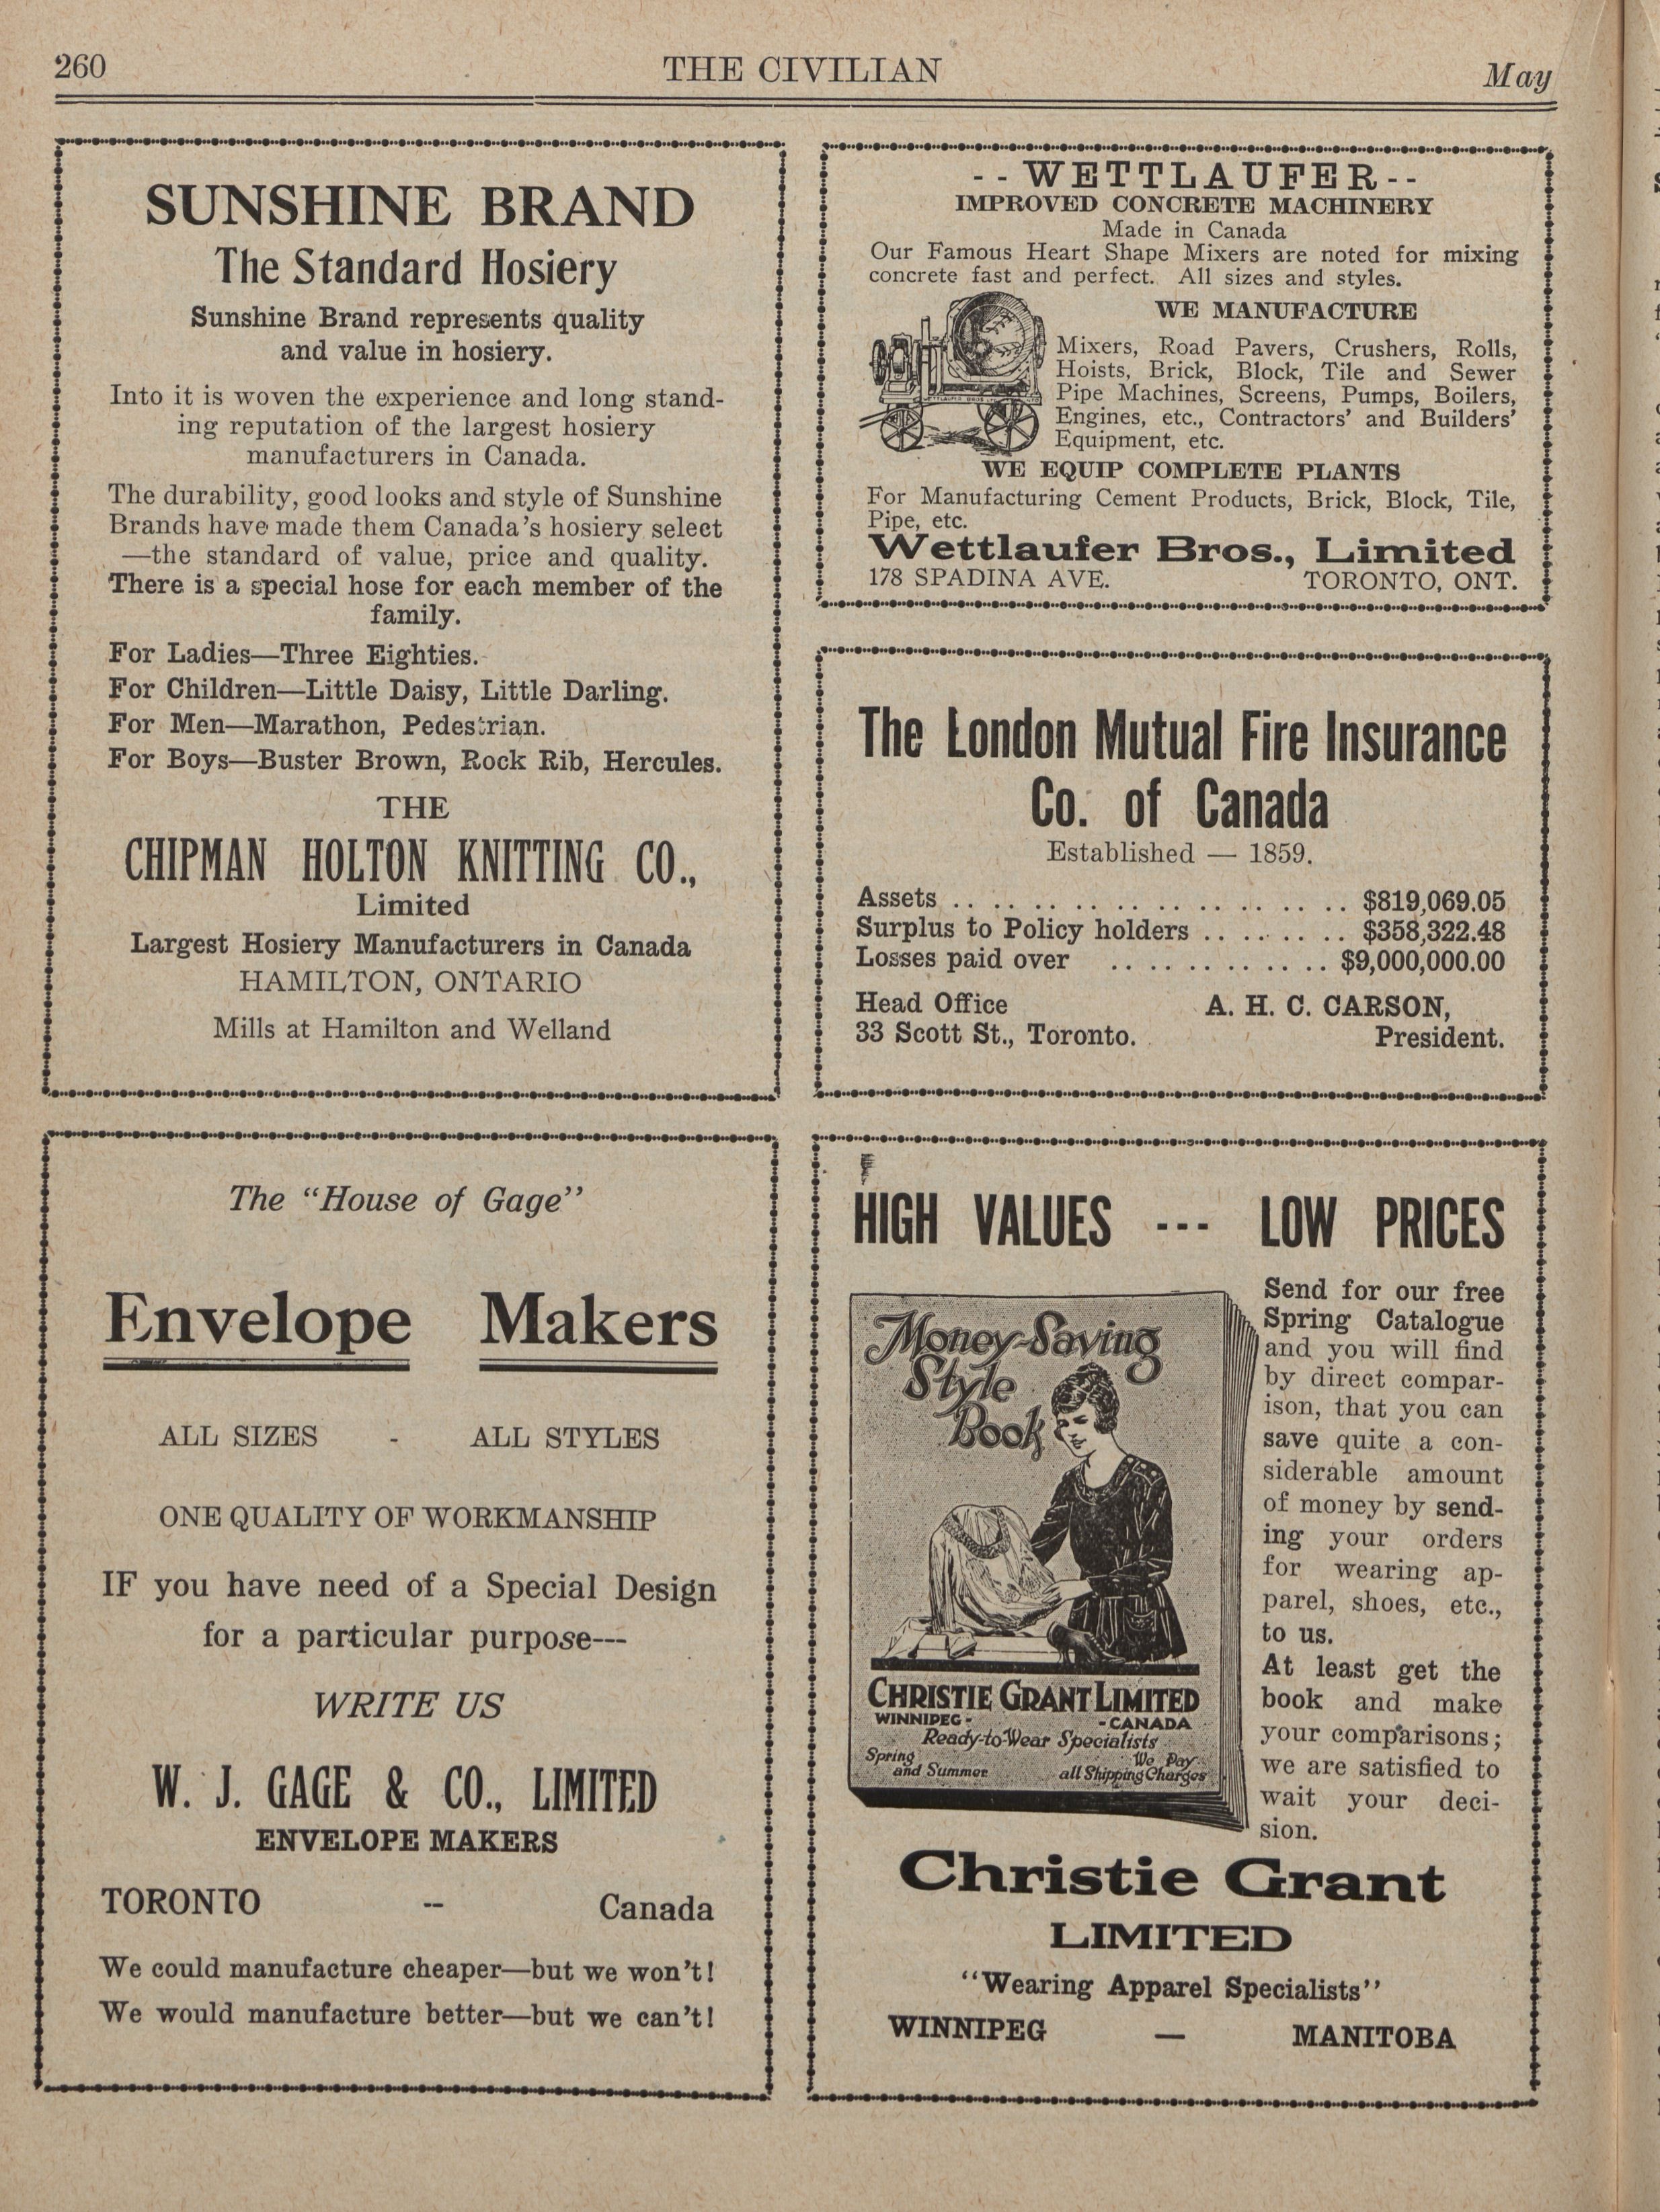 260
THE CIVILIAN
May
SUNSHINE BRAND
The Standard Hosiery
Sunshine Brand represents quality
and value in hosiery.
Into it is woven the experience and long stand-
ing reputation of the largest hosiery
manufacturers in Canada.
The durability, good looks and style of Sunshine
Brands have made them Canada's hosiery select
—the standard of value, price and quality.
There is a special hose for each member of the
family.
For Ladies—Three Eighties.
For Children—Little Daisy, Little Darling.
For Men—Marathon, Pedestrian.
For Boys—Buster Brown, Rock Rib, Hercules.
THE
CHIPMAN HOLTON KNITTING CO.,
Limited
Largest Hosiery Manufacturers in Canada
HAMILTON, ONTARIO
Mills at Hamilton and Welland
--WETTLAUFER--
IMPROVED CONCRETE MACHINERY
Made in Canada
Our Famous Heart Shape Mixers are noted for mixing
concrete fast and perfect. All sizes and styles.
WE MANUFACTURE
Mixers, Road Pavers, Crushers, Rolls,
Hoists, Brick, Block, Tile and Sewer
Pipe Machines, Screens, Pumps, Boilers,
Engines, etc., Contractors' and Builders'
Equipment, etc.
WE EQUIP COMPLETE PLANTS
For Manufacturing Cement Products, Brick, Block, Tile,
Pipe, etc.
Wettlaufer Bros., Limited
178 SPADINA AVE. TORONTO, ONT.
The London Mutual Fire Insurance
Co. of Canada
Established — 1859.
Assets .. .. .. .. .. .. .. .. $819,069.05
Surplus to Policy holders .. .. .. .. $358,322.48
Losses paid over .. .. .. .. .. .. $9,000,000.00
Head Office A. H. C. CARSON,
33 Scott St., Toronto. President.
The "House of Gage"
Envelope Makers
ALL SIZES - ALL STYLES
ONE QUALITY OF WORKMANSHIP
IF you have need of a Special Design
for a particular purpose---
WRITE US
W. J. GAGE & CO., LIMITED
ENVELOPE MAKERS
TORONTO -- Canada
We could manufacture cheaper—but we won't!
We would manufacture better—but we can't!
HIGH VALUES --- LOW PRICES
Money-Saving
Style
Book
CHRISTIE GRANT LIMITED
WINNIPEG - - CANADA
Ready-to-Wear Specialists
Spring and Summer
We Pay all Shipping Charges
Send for our free
Spring Catalogue
and you will find
by direct compar-
ison, that you can
save quite a con-
siderable amount
of money by send-
ing your orders
for wearing ap-
parel, shoes, etc.,
to us.
At least get the
book and make
your comparisons;
we are satisfied to
wait your deci-
sion.
Christie Grant
LIMITED
"Wearing Apparel Specialists"
WINNIPEG — MANITOBA